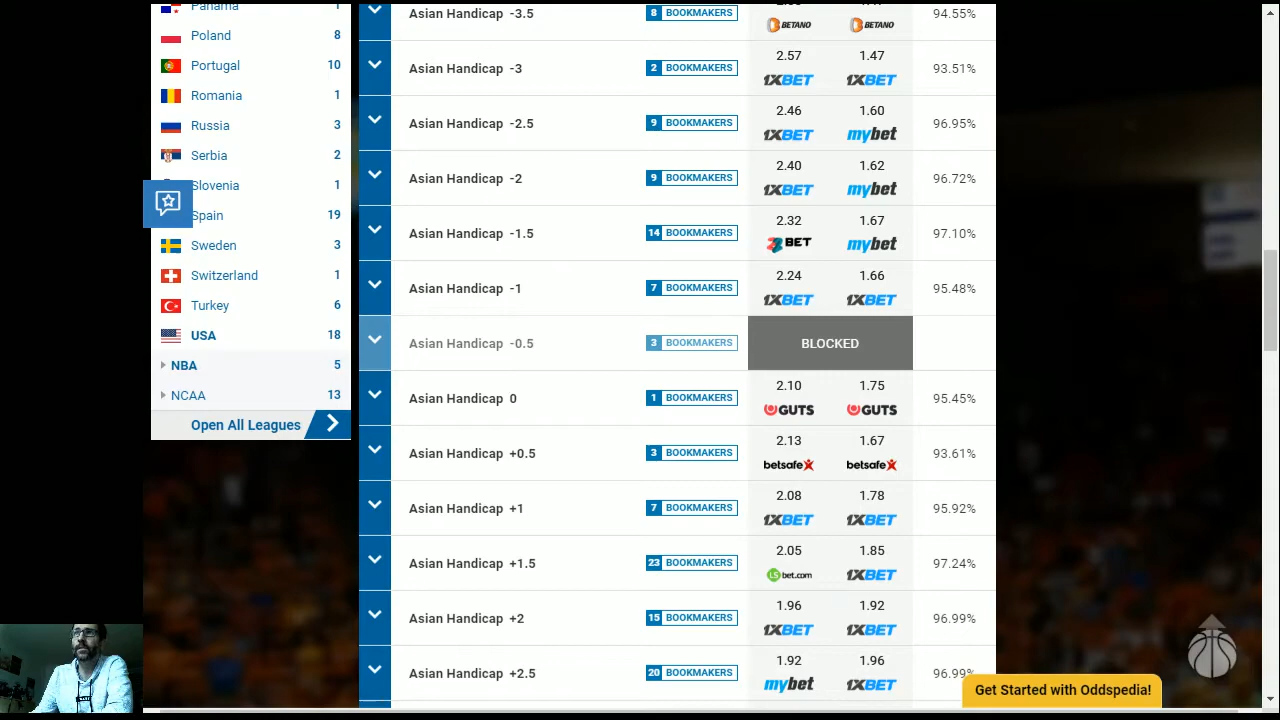 Panama 1
Poland 8
Portugal 10
Romania 1
Russia 3
Serbia 2
Slovenia 1
Spain 19
Sweden 3
Switzerland 1
Turkey 6
USA 18
NBA 5
NCAA 13
Open All Leagues
Asian Handicap -3.5 8 BOOKMAKERS 94.55%
BETANO BETANO
Asian Handicap -3 2 BOOKMAKERS 2.57 1.47 93.51%
1XBET 1XBET
Asian Handicap -2.5 9 BOOKMAKERS 2.46 1.60 96.95%
1XBET mybet
Asian Handicap -2 9 BOOKMAKERS 2.40 1.62 96.72%
1XBET mybet
Asian Handicap -1.5 14 BOOKMAKERS 2.32 1.67 97.10%
22BET mybet
Asian Handicap -1 7 BOOKMAKERS 2.24 1.66 95.48%
1XBET 1XBET
Asian Handicap -0.5 3 BOOKMAKERS BLOCKED
Asian Handicap 0 1 BOOKMAKERS 2.10 1.75 95.45%
GUTS GUTS
Asian Handicap +0.5 3 BOOKMAKERS 2.13 1.67 93.61%
betsafe betsafe
Asian Handicap +1 7 BOOKMAKERS 2.08 1.78 95.92%
1XBET 1XBET
Asian Handicap +1.5 23 BOOKMAKERS 2.05 1.85 97.24%
LSbet.com 1XBET
Asian Handicap +2 15 BOOKMAKERS 1.96 1.92 96.99%
1XBET 1XBET
Asian Handicap +2.5 20 BOOKMAKERS 1.92 1.96 96.99%
mybet 1XBET
Get Started with Oddspedia!